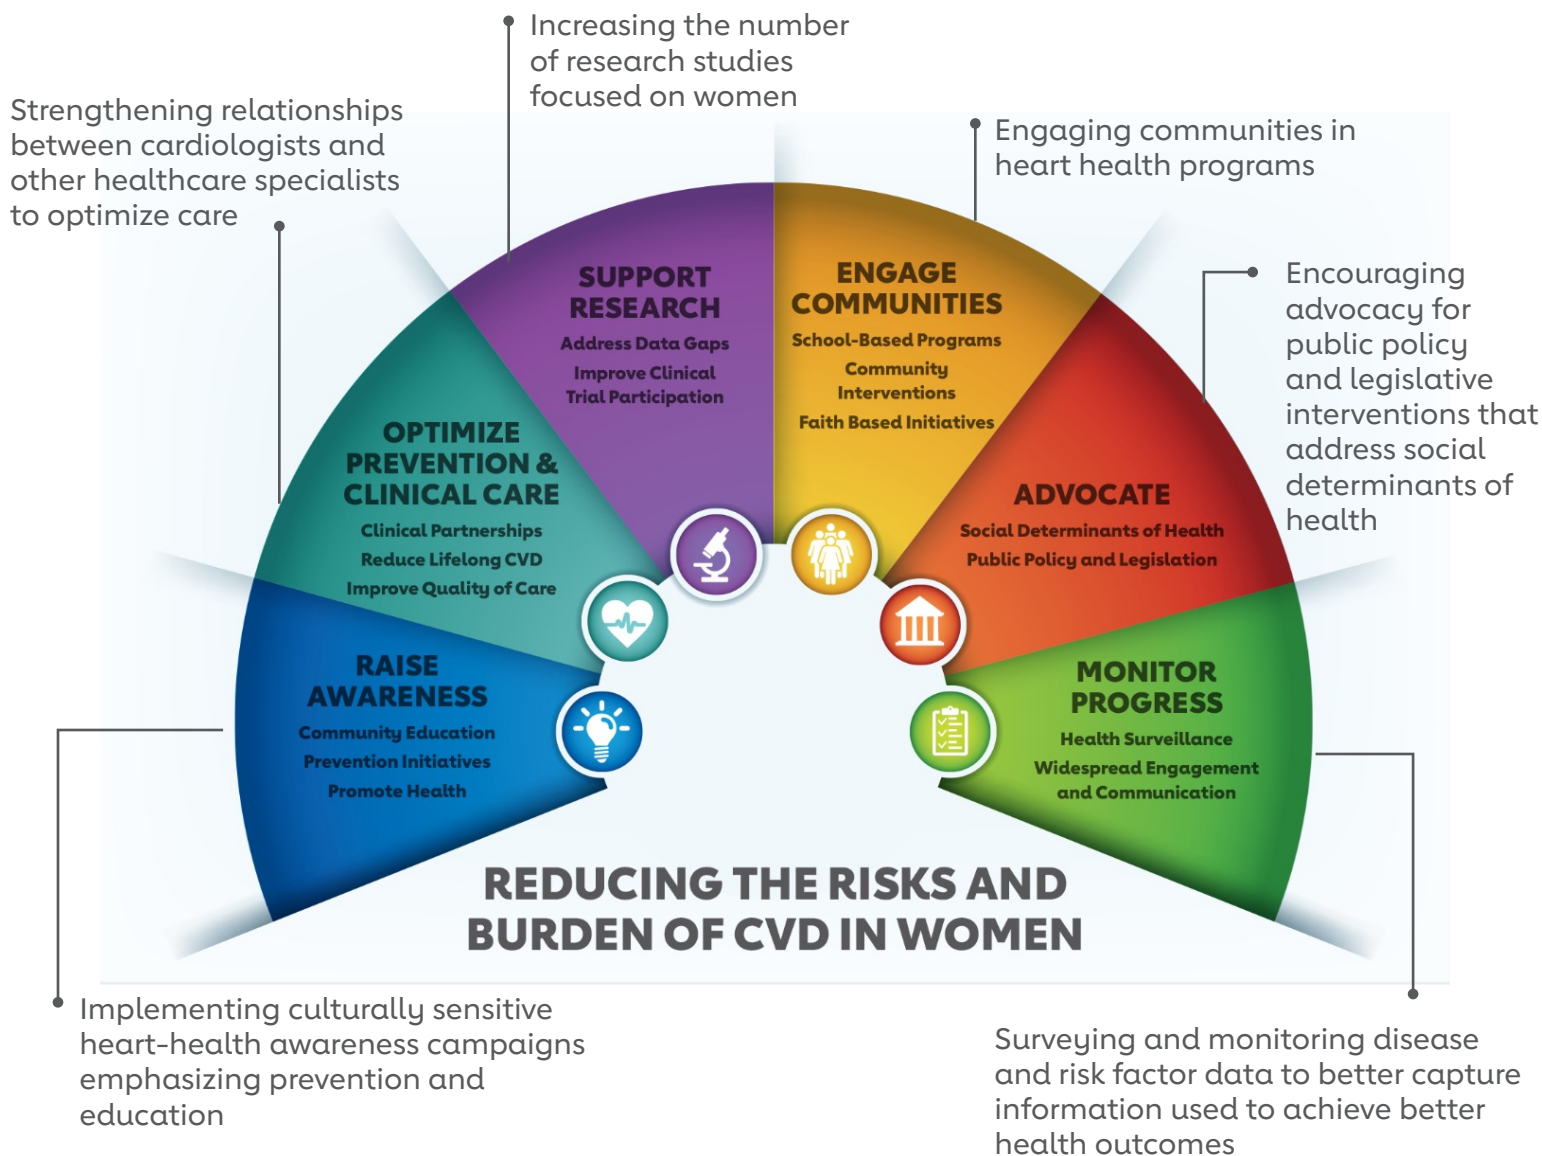 Increasing the number
of research studies
focused on women
Strengthening relationships
between cardiologists and
other healthcare specialists
to optimize care
Engaging communities in
heart health programs
Encouraging
advocacy for
public policy
and legislative
interventions that
address social
determinants of
health
SUPPORT
RESEARCH
Address Data Gaps
Improve Clinical
Trial Participation
ENGAGE
COMMUNITIES
School-Based Programs
Community
Interventions
Faith Based Initiatives
OPTIMIZE
PREVENTION &
CLINICAL CARE
Clinical Partnerships
Reduce Lifelong CVD
Improve Quality of Care
ADVOCATE
Social Determinants of Health
Public Policy and Legislation
RAISE
AWARENESS
Community Education
Prevention Initiatives
Promote Health
MONITOR
PROGRESS
Health Surveillance
Widespread Engagement
and Communication
REDUCING THE RISKS AND
BURDEN OF CVD IN WOMEN
Implementing culturally sensitive
heart-health awareness campaigns
emphasizing prevention and
education
Surveying and monitoring disease
and risk factor data to better capture
information used to achieve better
health outcomes